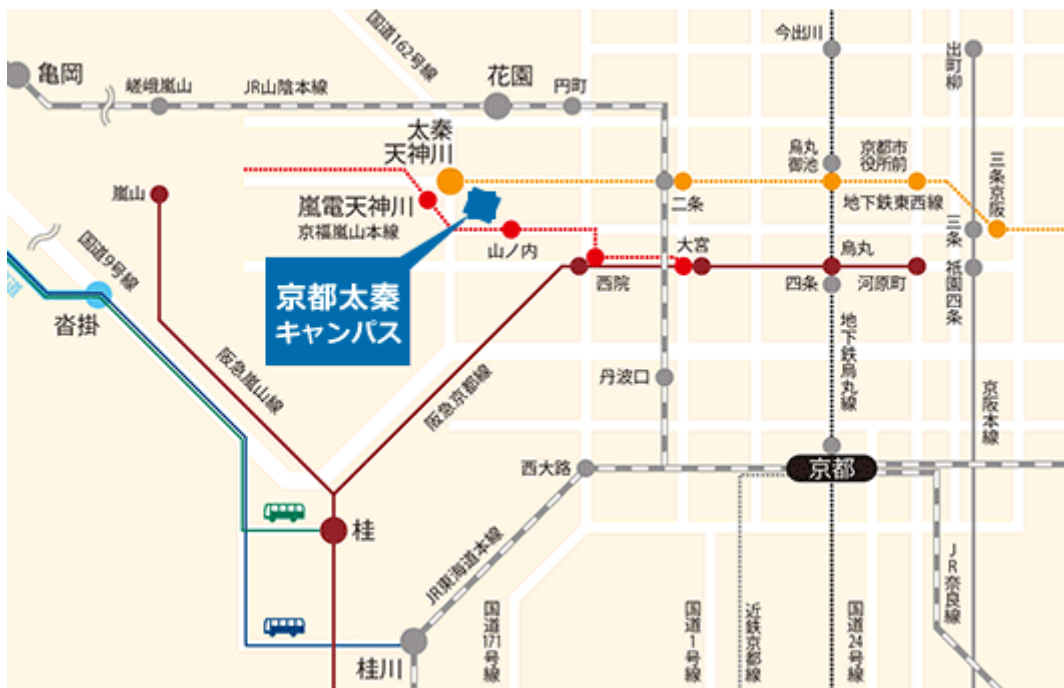 国道162号線
今出川
出町柳
亀岡
嵯峨嵐山
JR山陰本線
花園
円町
太秦
天神川
烏丸
御池
京都市
役所前
三条京阪
嵐山
嵐電天神川
京福嵐山本線
二条
地下鉄東西線
三条
国道9号線
山ノ内
大宮
烏丸
京都太秦
キャンパス
西院
四条
河原町
祇園四条
沓掛
阪急嵐山線
阪急京都線
丹波口
地下鉄烏丸線
京阪本線
西大路
京都
桂
JR東海道本線
桂川
国道171号線
国道1号線
近鉄京都線
国道24号線
JR奈良線